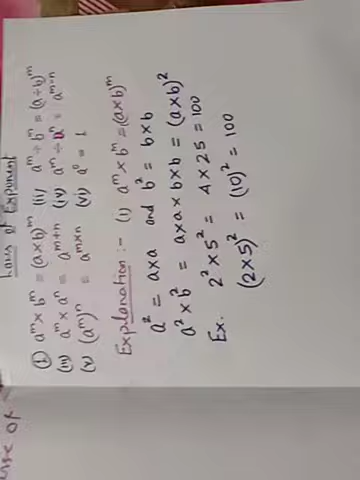 Laws of Exponent
(i) aᵐ × bᵐ = (a×b)ᵐ (ii) aᵐ ÷ bᵐ = (a÷b)ᵐ
(iii) aᵐ × aⁿ = aᵐ⁺ⁿ (iv) aᵐ ÷ aⁿ = aᵐ⁻ⁿ
(v) (aᵐ)ⁿ = aᵐˣⁿ (vi) a⁰ = 1
Explanation :- (i) aᵐ × bᵐ = (a×b)ᵐ
a² = a×a and b² = b×b
a² × b² = a×a×b×b = (a×b)²
Ex. 2² × 5² = 4 × 25 = 100
(2×5)² = (10)² = 100
of